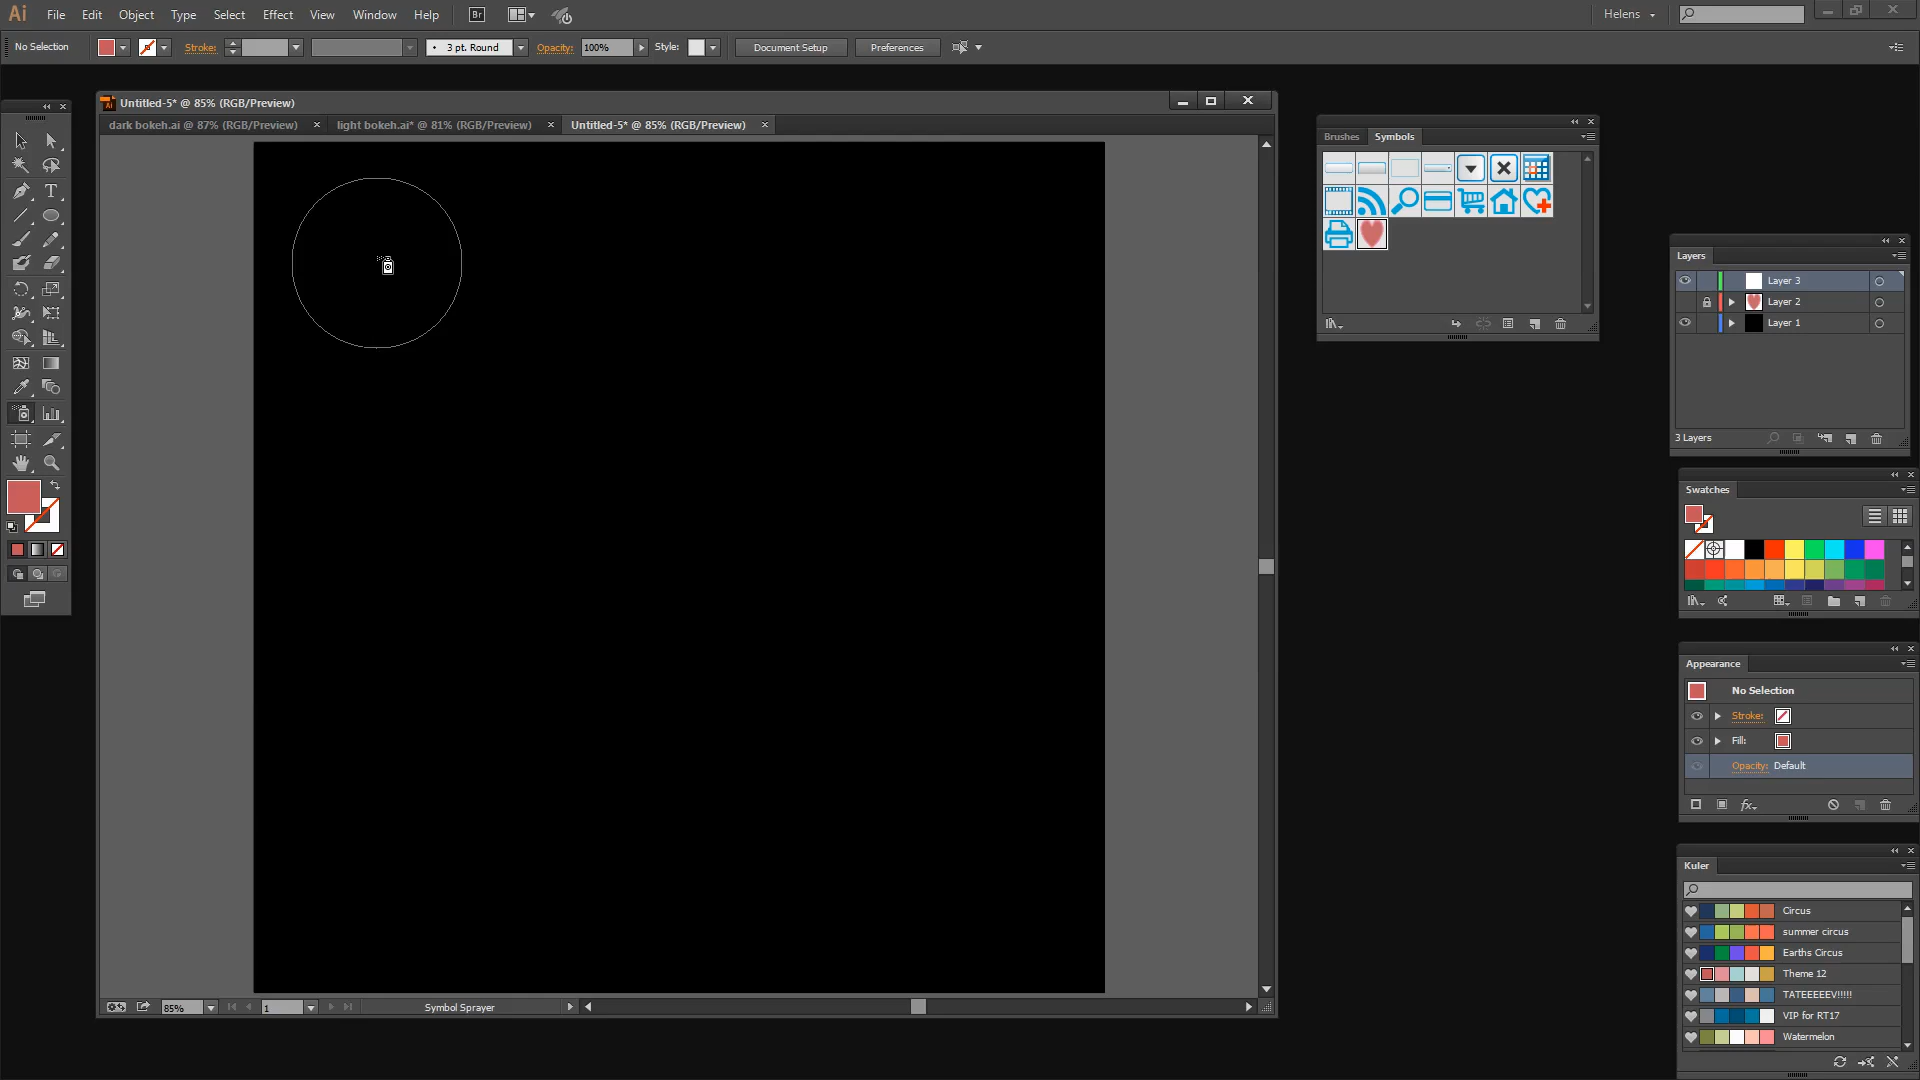 Ai File Edit Object Type Select Effect View Window Help Br Helens
No Selection Stroke: 3 pt. Round Opacity: 100% Style: Document Setup Preferences
Untitled-5* @ 85% (RGB/Preview)
dark bokeh.ai @ 87% (RGB/Preview) light bokeh.ai* @ 81% (RGB/Preview) Untitled-5* @ 85% (RGB/Preview)
T
Brushes Symbols
Layers
Layer 3
Layer 2
Layer 1
3 Layers
Swatches
Appearance
No Selection
Stroke:
Fill:
Opacity: Default
fx
Kuler
Circus
summer circus
Earths Circus
Theme 12
TATEEEEEV!!!!!
VIP for RT17
Watermelon
85% 1 Symbol Sprayer